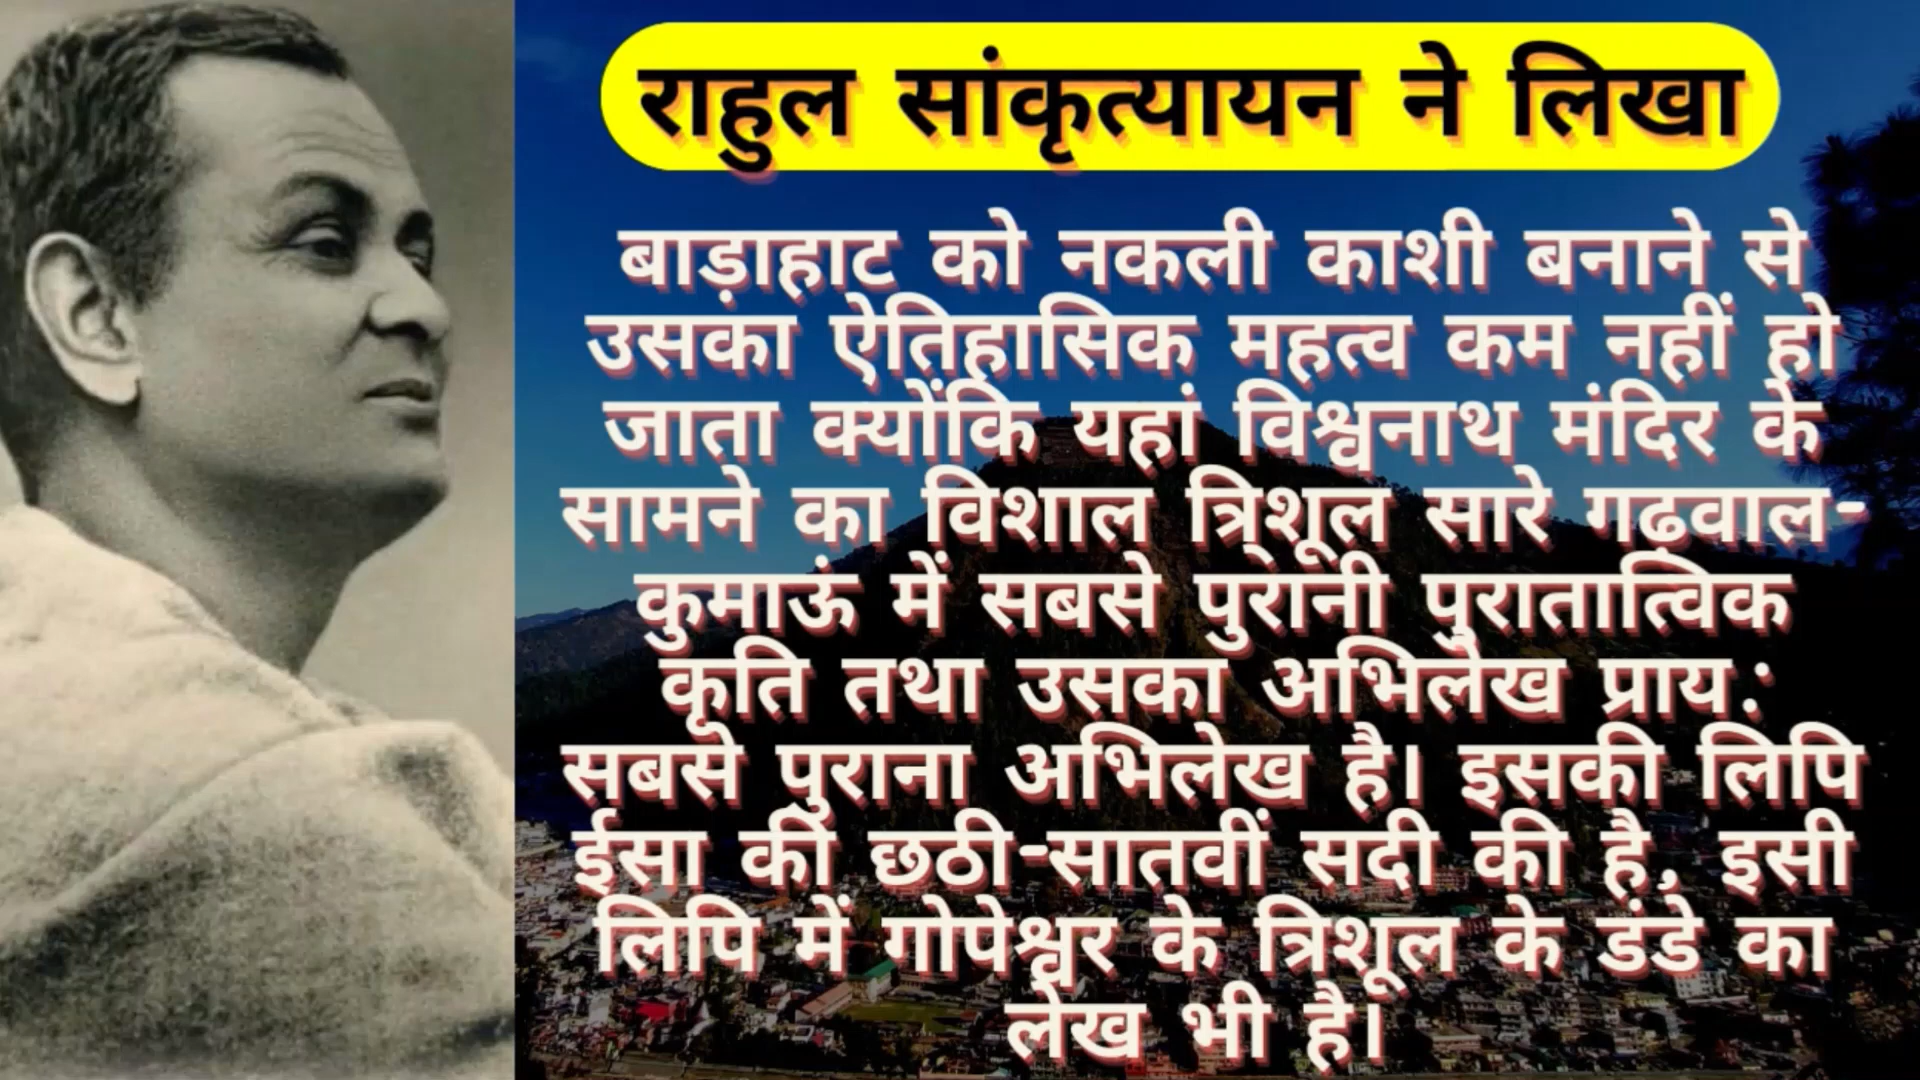 राहुल सांकृत्यायन ने लिखा
बाड़ाहाट को नकली काशी बनाने से
उसका ऐतिहासिक महत्व कम नहीं हो
जाता क्योंकि यहां विश्वनाथ मंदिर के
सामने का विशाल त्रिशूल सारे गढ़वाल-
कुमाऊं में सबसे पुरानी पुरातात्विक
कृति तथा उसका अभिलेख प्राय:
सबसे पुराना अभिलेख है। इसकी लिपि
ईसा की छठी-सातवीं सदी की है, इसी
लिपि में गोपेश्वर के त्रिशूल के डंडे का
लेख भी है।